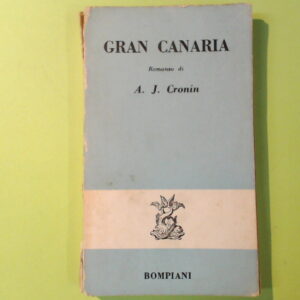 GRAN CANARIA
Romanzo di
A. J. Cronin
BOMPIANI